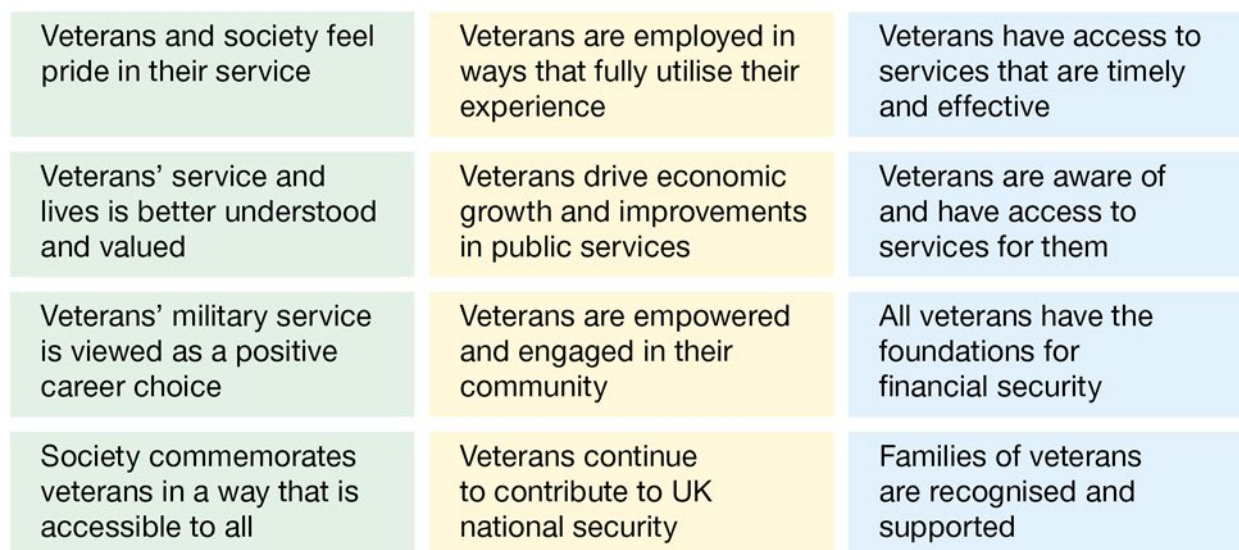 Veterans and society feel
pride in their service
Veterans are employed in
ways that fully utilise their
experience
Veterans have access to
services that are timely
and effective
Veterans’ service and
lives is better understood
and valued
Veterans drive economic
growth and improvements
in public services
Veterans are aware of
and have access to
services for them
Veterans’ military service
is viewed as a positive
career choice
Veterans are empowered
and engaged in their
community
All veterans have the
foundations for
financial security
Society commemorates
veterans in a way that is
accessible to all
Veterans continue
to contribute to UK
national security
Families of veterans
are recognised and
supported